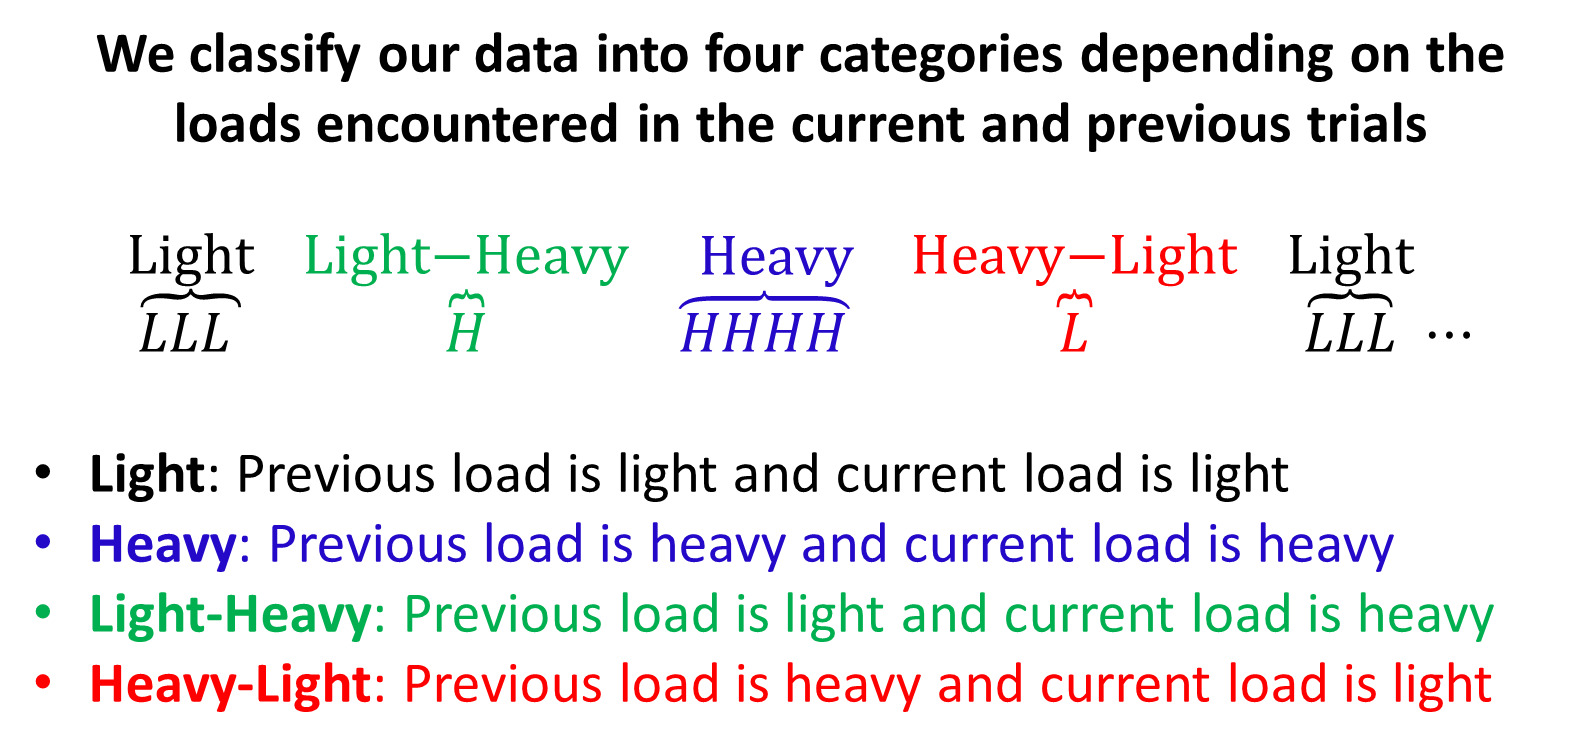 We classify our data into four categories depending on the
loads encountered in the current and previous trials
Light Light−Heavy Heavy Heavy−Light Light
LLL H HHHH L LLL ⋯
• Light: Previous load is light and current load is light
• Heavy: Previous load is heavy and current load is heavy
• Light-Heavy: Previous load is light and current load is heavy
• Heavy-Light: Previous load is heavy and current load is light